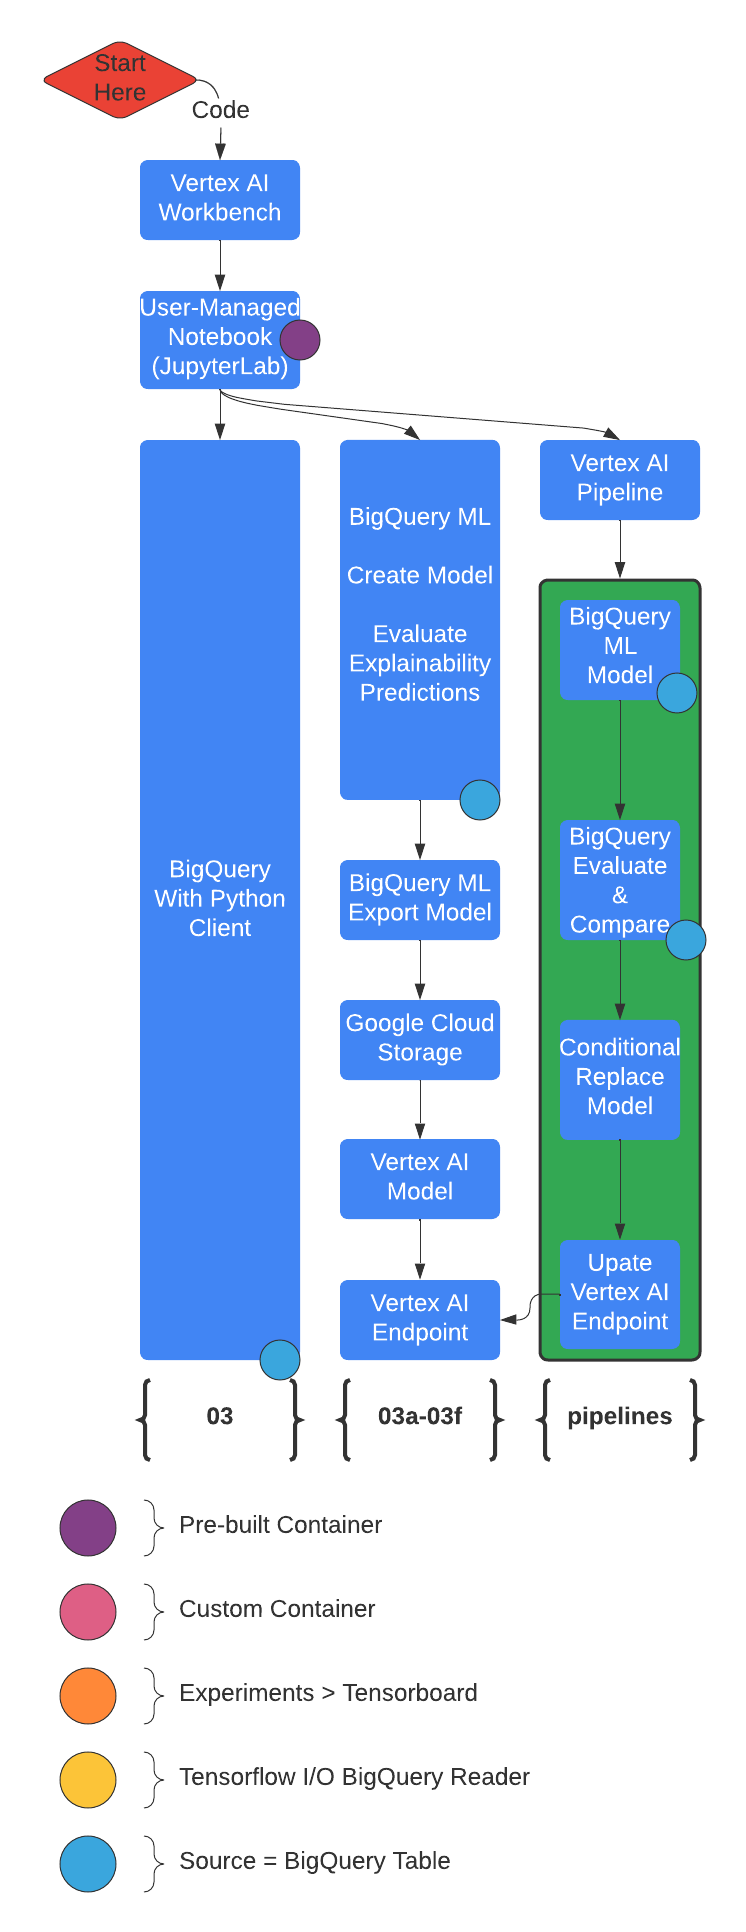 Start
Here
Code
Vertex AI
Workbench
User-Managed
Notebook
(JupyterLab)
BigQuery
With Python
Client
BigQuery ML
Create Model
Evaluate
Explainability
Predictions
BigQuery ML
Export Model
Google Cloud
Storage
Vertex AI
Model
Vertex AI
Endpoint
Vertex AI
Pipeline
BigQuery
ML
Model
BigQuery
Evaluate
&
Compare
Conditional
Replace
Model
Upate
Vertex AI
Endpoint
03
03a-03f
pipelines
Pre-built Container
Custom Container
Experiments > Tensorboard
Tensorflow I/O BigQuery Reader
Source = BigQuery Table